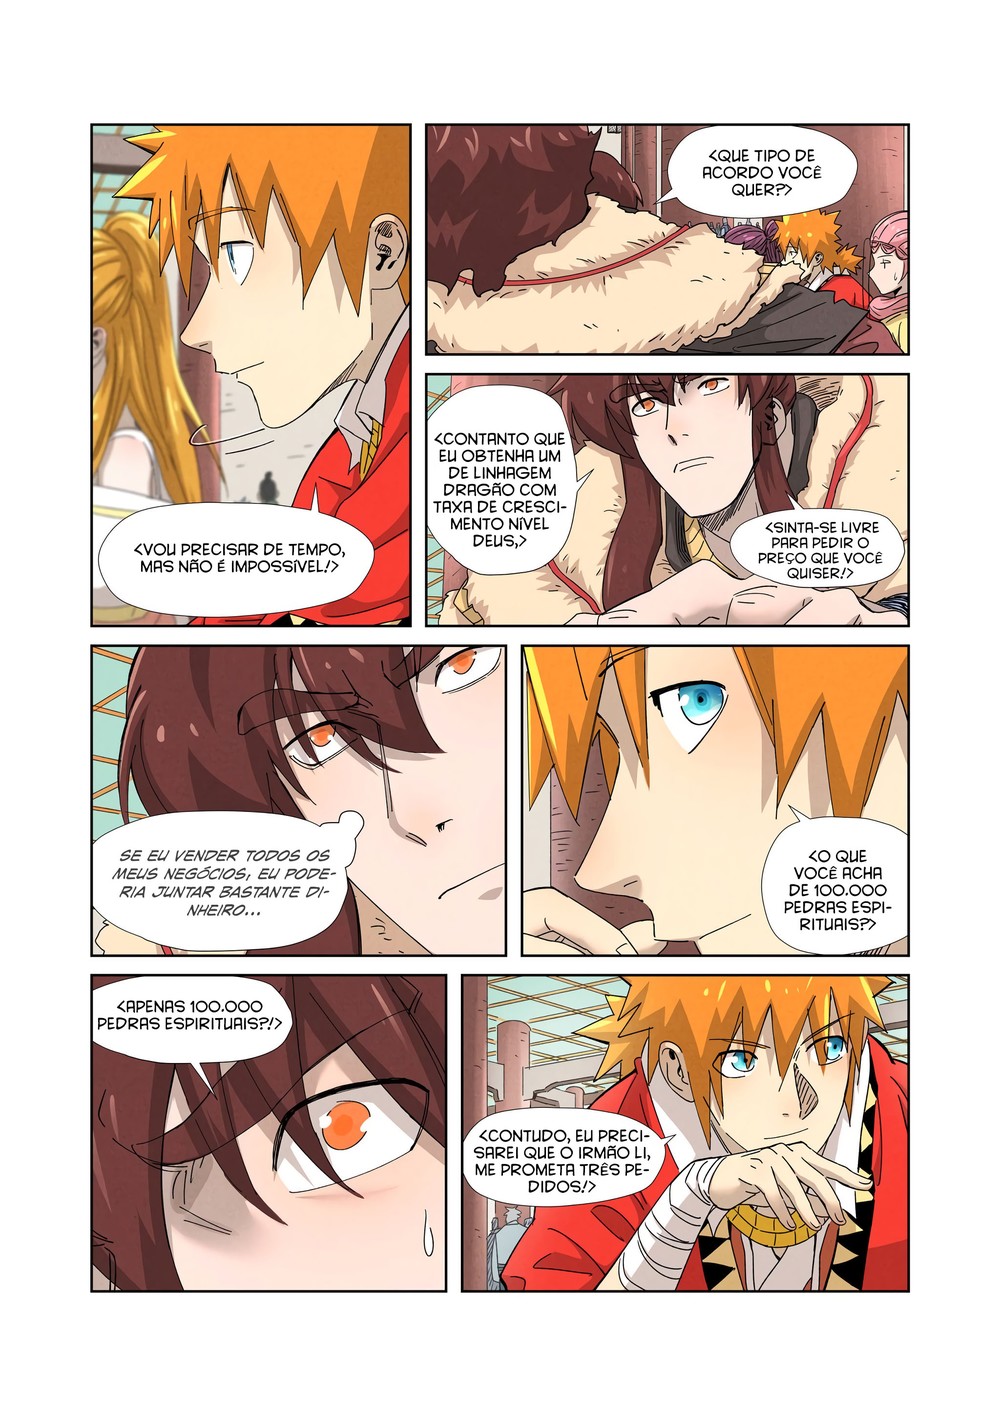 <VOU PRECISAR DE TEMPO,
MAS NÃO É IMPOSSÍVEL!>
<QUE TIPO DE
ACORDO VOCÊ
QUER?>
<CONTANTO QUE
EU OBTENHA UM
DE LINHAGEM
DRAGÃO COM
TAXA DE CRESCI-
MENTO NÍVEL
DEUS,>
<SINTA-SE LIVRE
PARA PEDIR O
PREÇO QUE VOCÊ
QUISER!>
SE EU VENDER TODOS OS
MEUS NEGÓCIOS, EU PODE-
RIA JUNTAR BASTANTE DI-
NHEIRO...
<O QUE
VOCÊ ACHA
DE 100.000
PEDRAS ESPI-
RITUAIS?>
<APENAS 100.000
PEDRAS ESPIRITUAIS?!>
<CONTUDO, EU PRECI-
SAREI QUE O IRMÃO LI,
ME PROMETA TRÊS PE-
DIDOS!>